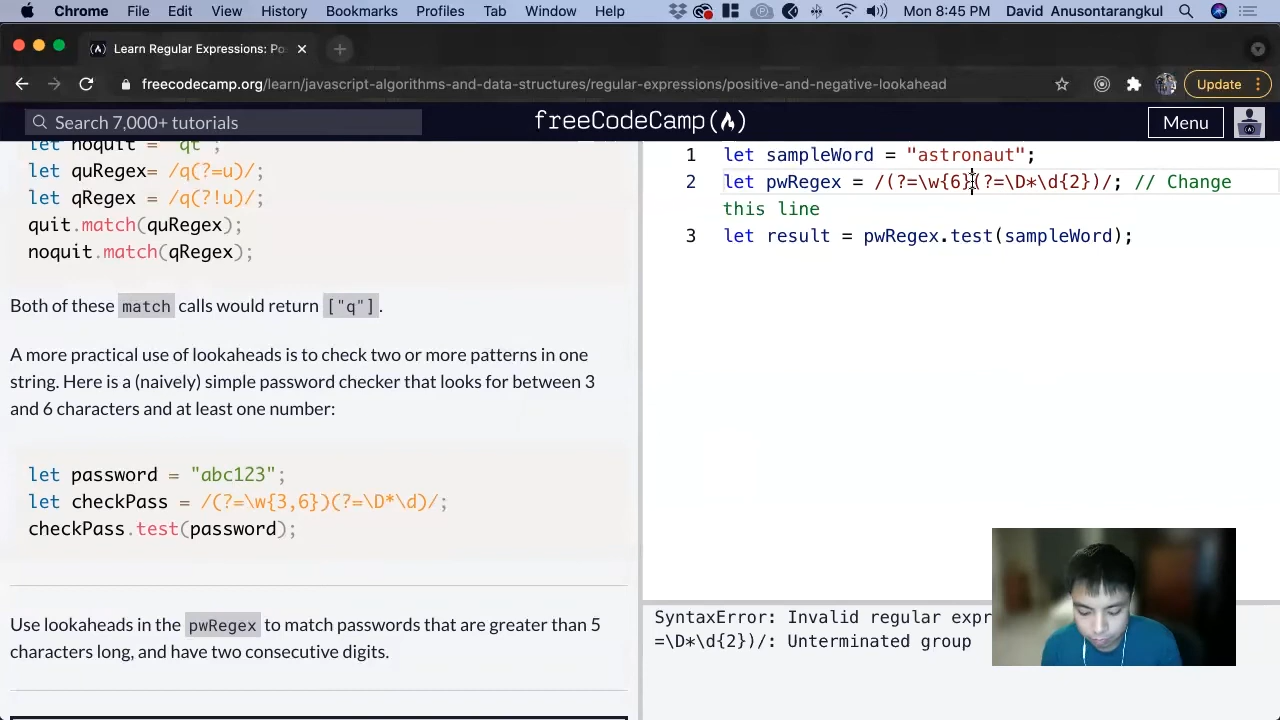 Chrome File Edit View History Bookmarks Profiles Tab Window Help Mon 8:45 PM David Anusontarangkul
Learn Regular Expressions: Pos
freecodecamp.org/learn/javascript-algorithms-and-data-structures/regular-expressions/positive-and-negative-lookahead
Update
Search 7,000+ tutorials
freeCodeCamp
Menu
let noquit = "qt";
let quRegex= /q(?=u)/;
let qRegex = /q(?!u)/;
quit.match(quRegex);
noquit.match(qRegex);
Both of these match calls would return ["q"].
A more practical use of lookaheads is to check two or more patterns in one
string. Here is a (naively) simple password checker that looks for between 3
and 6 characters and at least one number:
let password = "abc123";
let checkPass = /(?=\w{3,6})(?=\D*\d)/;
checkPass.test(password);
Use lookaheads in the pwRegex to match passwords that are greater than 5
characters long, and have two consecutive digits.
1 let sampleWord = "astronaut";
2 let pwRegex = /(?=\w{6}(?=\D*\d{2})/; // Change
this line
3 let result = pwRegex.test(sampleWord);
SyntaxError: Invalid regular expr
=\D*\d{2})/: Unterminated group